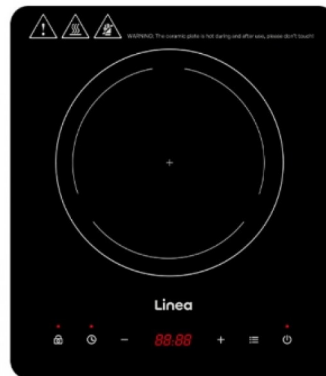 WARNING: The ceramic plate is hot during and after use, please don't touch!
Linea
88:88